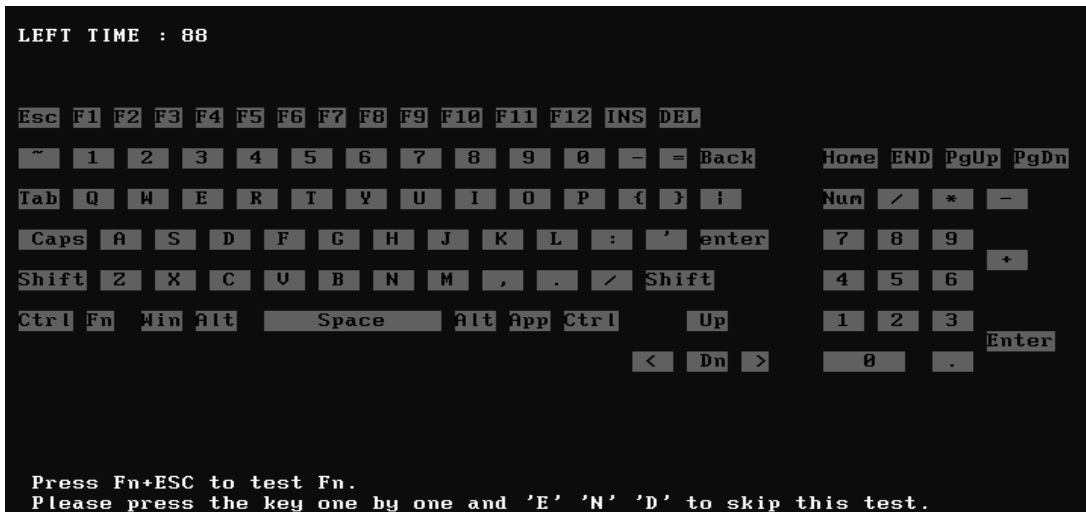 LEFT TIME : 88
Esc F1 F2 F3 F4 F5 F6 F7 F8 F9 F10 F11 F12 INS DEL
~ 1 2 3 4 5 6 7 8 9 0 - = Back Home END PgUp PgDn
Tab Q W E R T Y U I O P { } ¦ Num / * -
Caps A S D F G H J K L : ' enter 7 8 9
+
Shift Z X C V B N M , . / Shift 4 5 6
Ctrl Fn Win Alt Space Alt App Ctrl Up 1 2 3
Enter
< Dn > 0 .
Press Fn+ESC to test Fn.
Please press the key one by one and 'E' 'N' 'D' to skip this test.